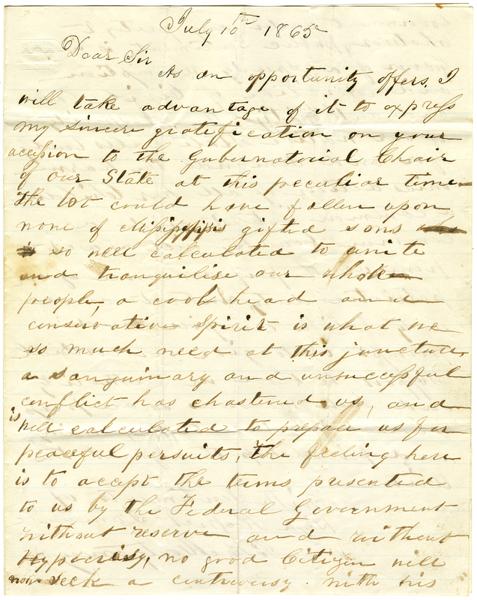 July 10th 1865
Dear Sir
As an opportunity offers, I
will take advantage of it to express
my sincere gratification on your
accession to the Gubernatorial Chair
of our State at this peculiar time
the lot could have fallen upon
none of Mississippis gifted sons
so well calculated to unite
and tranquilise our whole
people, a cool head and
conservative spirit is what we
so much need at this juncture,
a sanguinary and unsuccessful
conflict has chastened us, and
is well calculated to prepare us for
peaceful pursuits, the feeling here
is to accept the terms presented
to us by the Federal Government
without reserve and without
hypocrisy, no good Citizen will
now seek a controversy with his